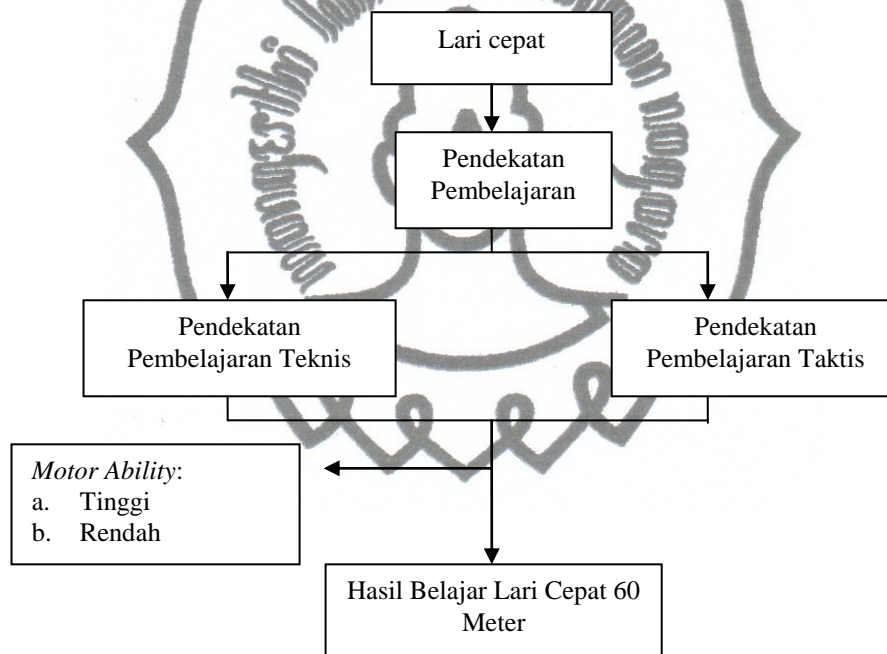 Lari cepat
Pendekatan
Pembelajaran
Pendekatan
Pembelajaran Teknis
Pendekatan
Pembelajaran Taktis
Motor Ability:
a. Tinggi
b. Rendah
Hasil Belajar Lari Cepat 60
Meter